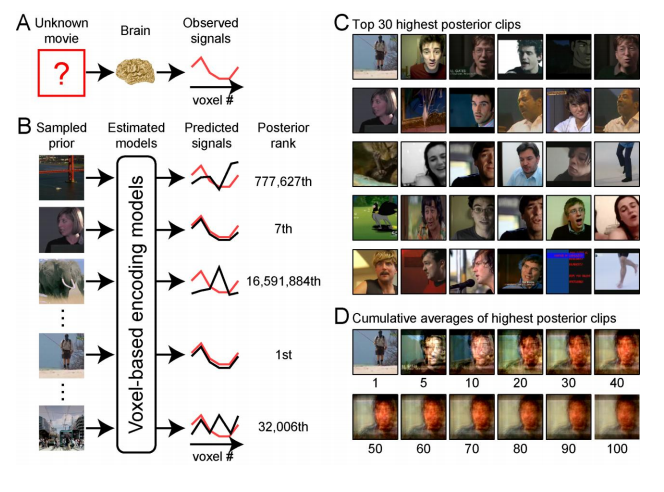 A
Unknown movie
?
Brain
Observed signals
voxel #
B
Sampled prior
Estimated models
Predicted signals
Posterior rank
Voxel-based encoding models
777,627th
7th
16,591,884th
1st
32,006th
voxel #
C Top 30 highest posterior clips
D Cumulative averages of highest posterior clips
1 5 10 20 30 40
50 60 70 80 90 100